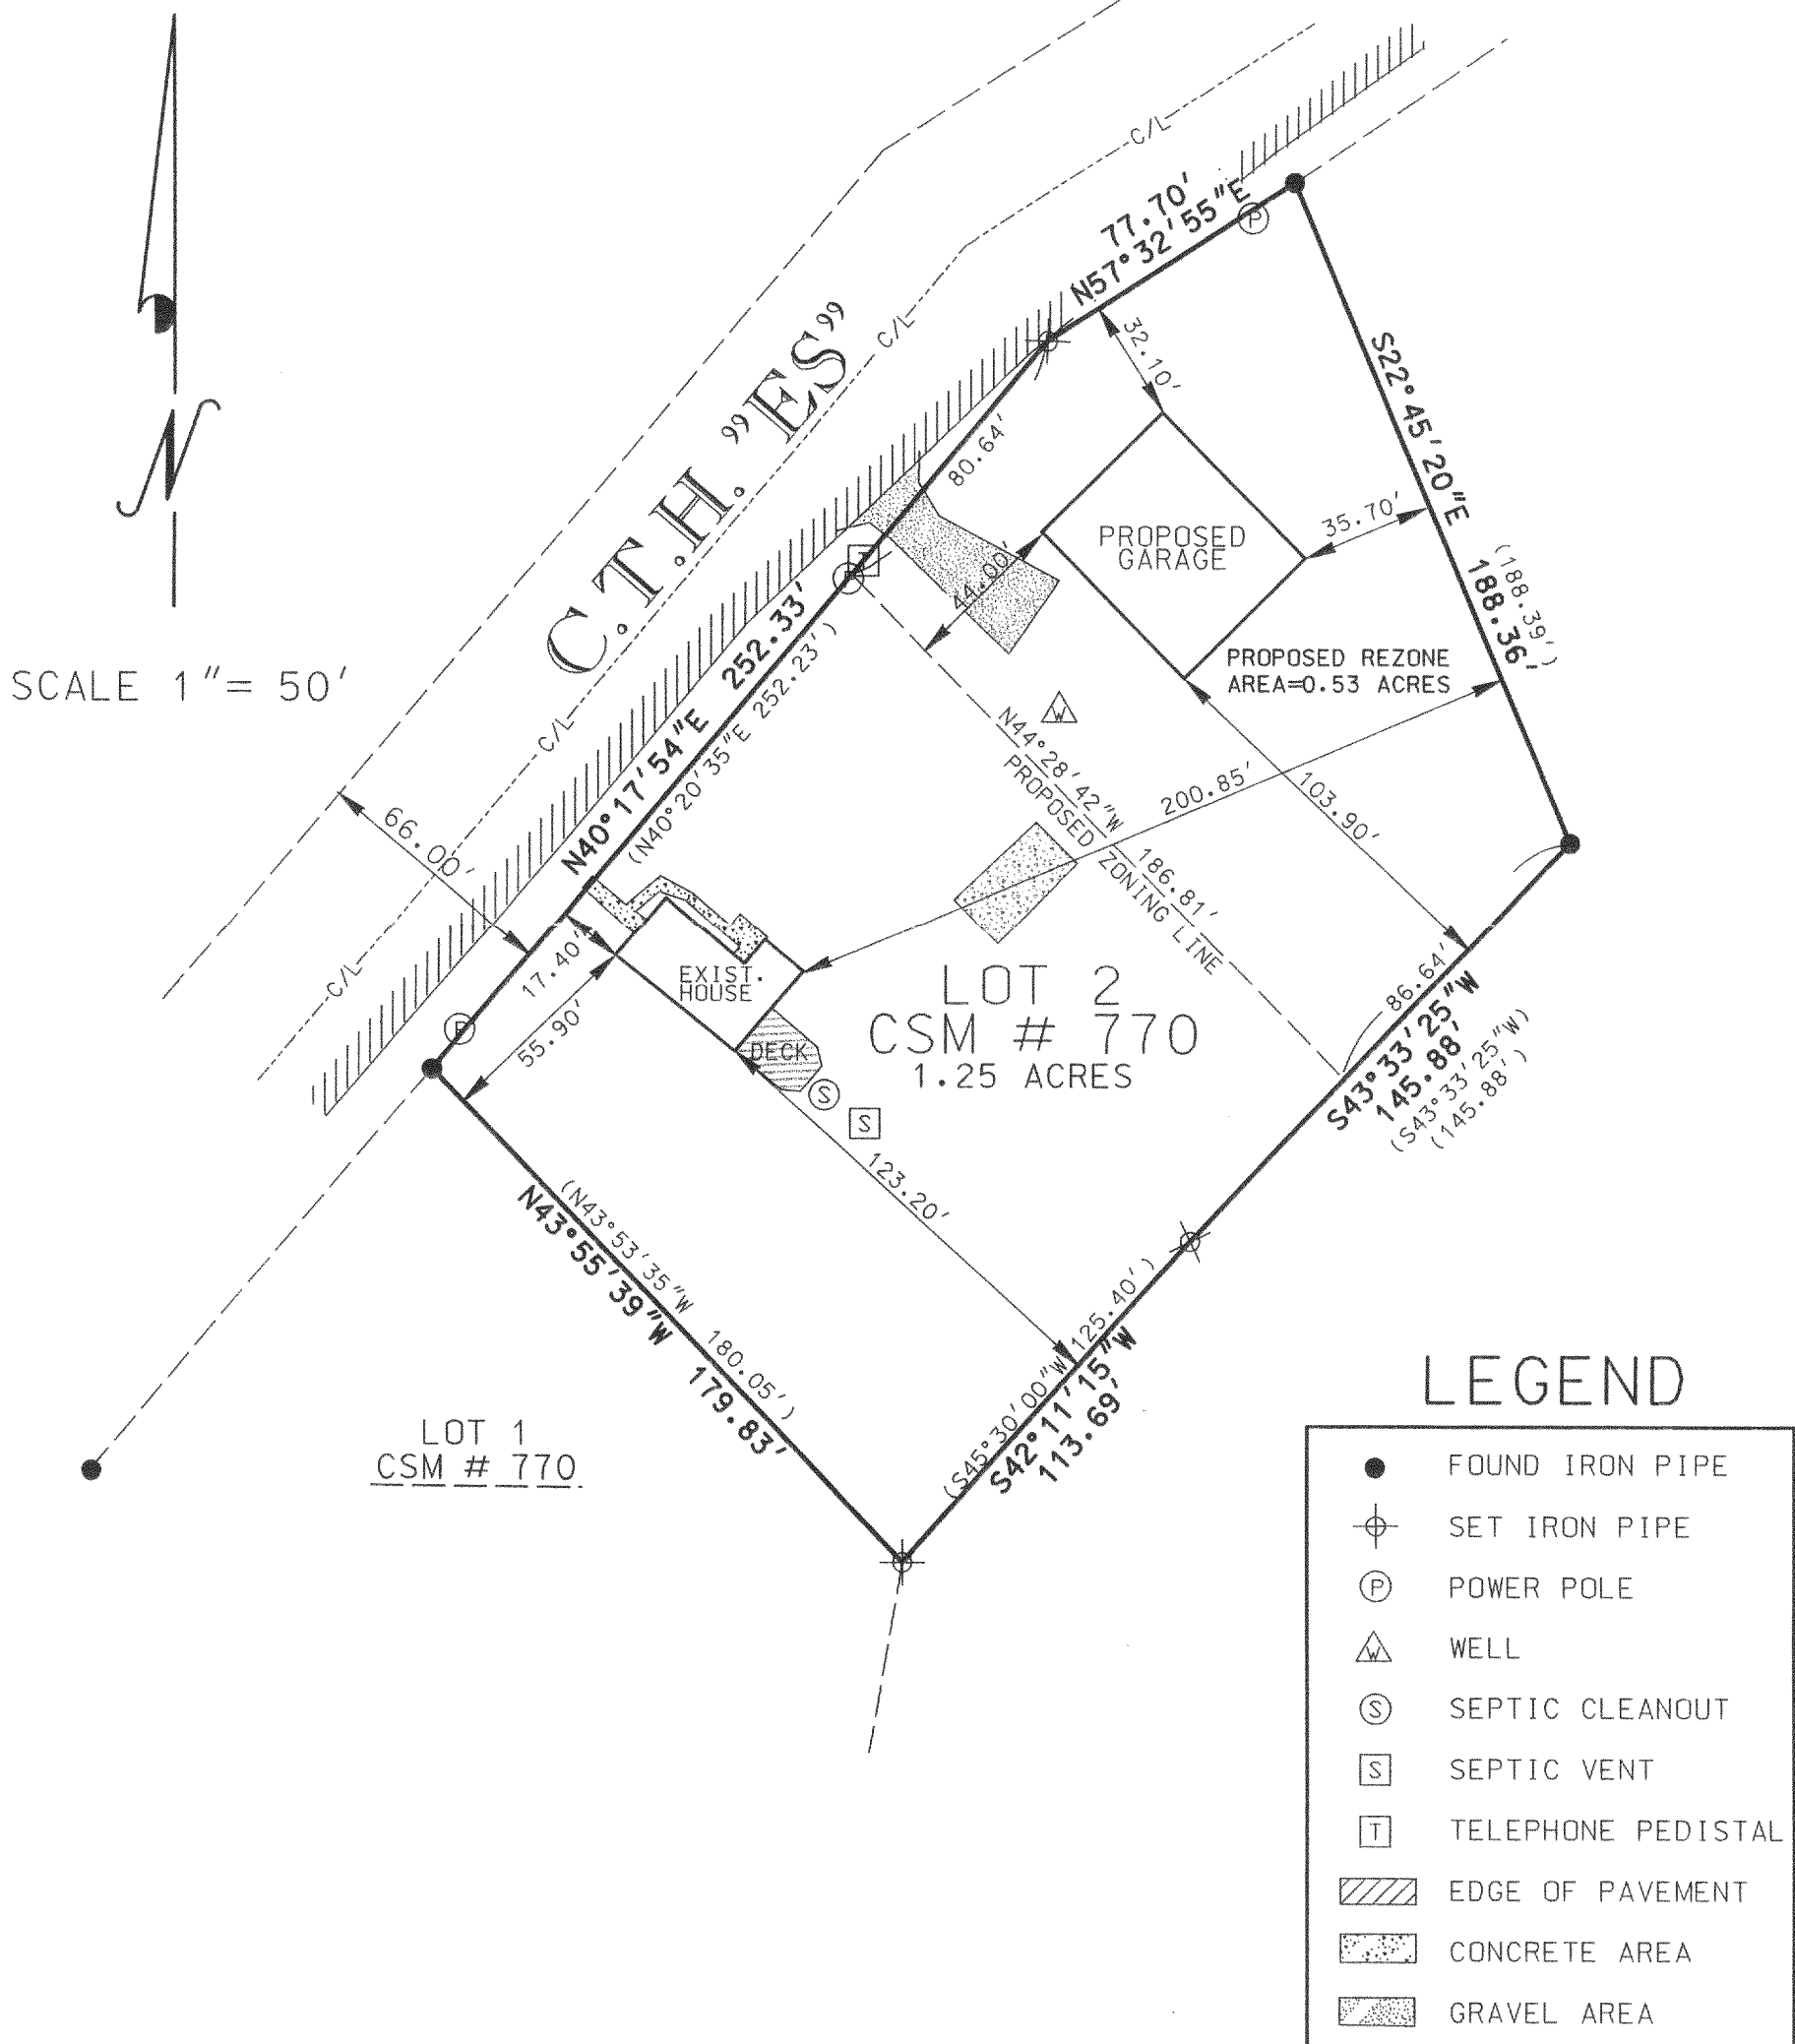 C/L
77.70'
N57°32'55"E
P
32.10'
S22°45'20"E
(188.39')
188.36'
C.T.H. "ES"
C/L
80.64'
35.70'
PROPOSED
GARAGE
T
P
44.00'
PROPOSED REZONE
AREA=0.53 ACRES
N
SCALE 1"= 50'
N40°17'54"E 252.33'
(N40°20'35"E 252.23')
C/L
W
N44°28'42"W 186.81'
PROPOSED ZONING LINE
200.85'
103.90'
66.00'
C/L
17.40'
55.90'
EXIST.
HOUSE
DECK
P
LOT 2
CSM # 770
1.25 ACRES
86.64'
S43°33'25"W
145.88'
(S43°33'25"W)
(145.88')
S
S
123.20'
(N43°53'35"W 180.05')
N43°55'39"W 179.83'
(S45°30'00"W 125.40')
S42°11'15"W
113.69'
LOT 1
CSM # 770
LEGEND
FOUND IRON PIPE
SET IRON PIPE
P POWER POLE
W WELL
S SEPTIC CLEANOUT
S SEPTIC VENT
T TELEPHONE PEDISTAL
EDGE OF PAVEMENT
CONCRETE AREA
GRAVEL AREA